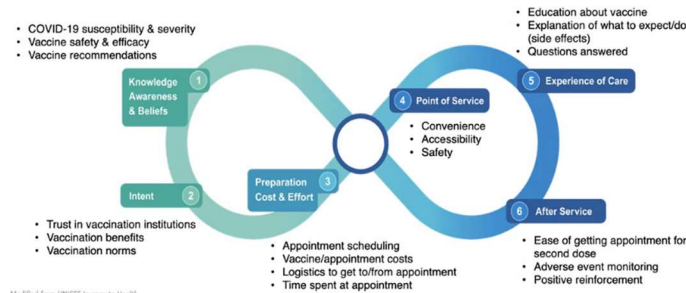 • COVID-19 susceptibility & severity
• Vaccine safety & efficacy
• Vaccine recommendations
Knowledge
Awareness
& Beliefs
1
Intent
2
• Trust in vaccination institutions
• Vaccination benefits
• Vaccination norms
Preparation
Cost & Effort
3
• Appointment scheduling
• Vaccine/appointment costs
• Logistics to get to/from appointment
• Time spent at appointment
4
Point of Service
• Convenience
• Accessibility
• Safety
• Education about vaccine
• Explanation of what to expect/do
(side effects)
• Questions answered
5
Experience of Care
6
After Service
• Ease of getting appointment for
second dose
• Adverse event monitoring
• Positive reinforcement